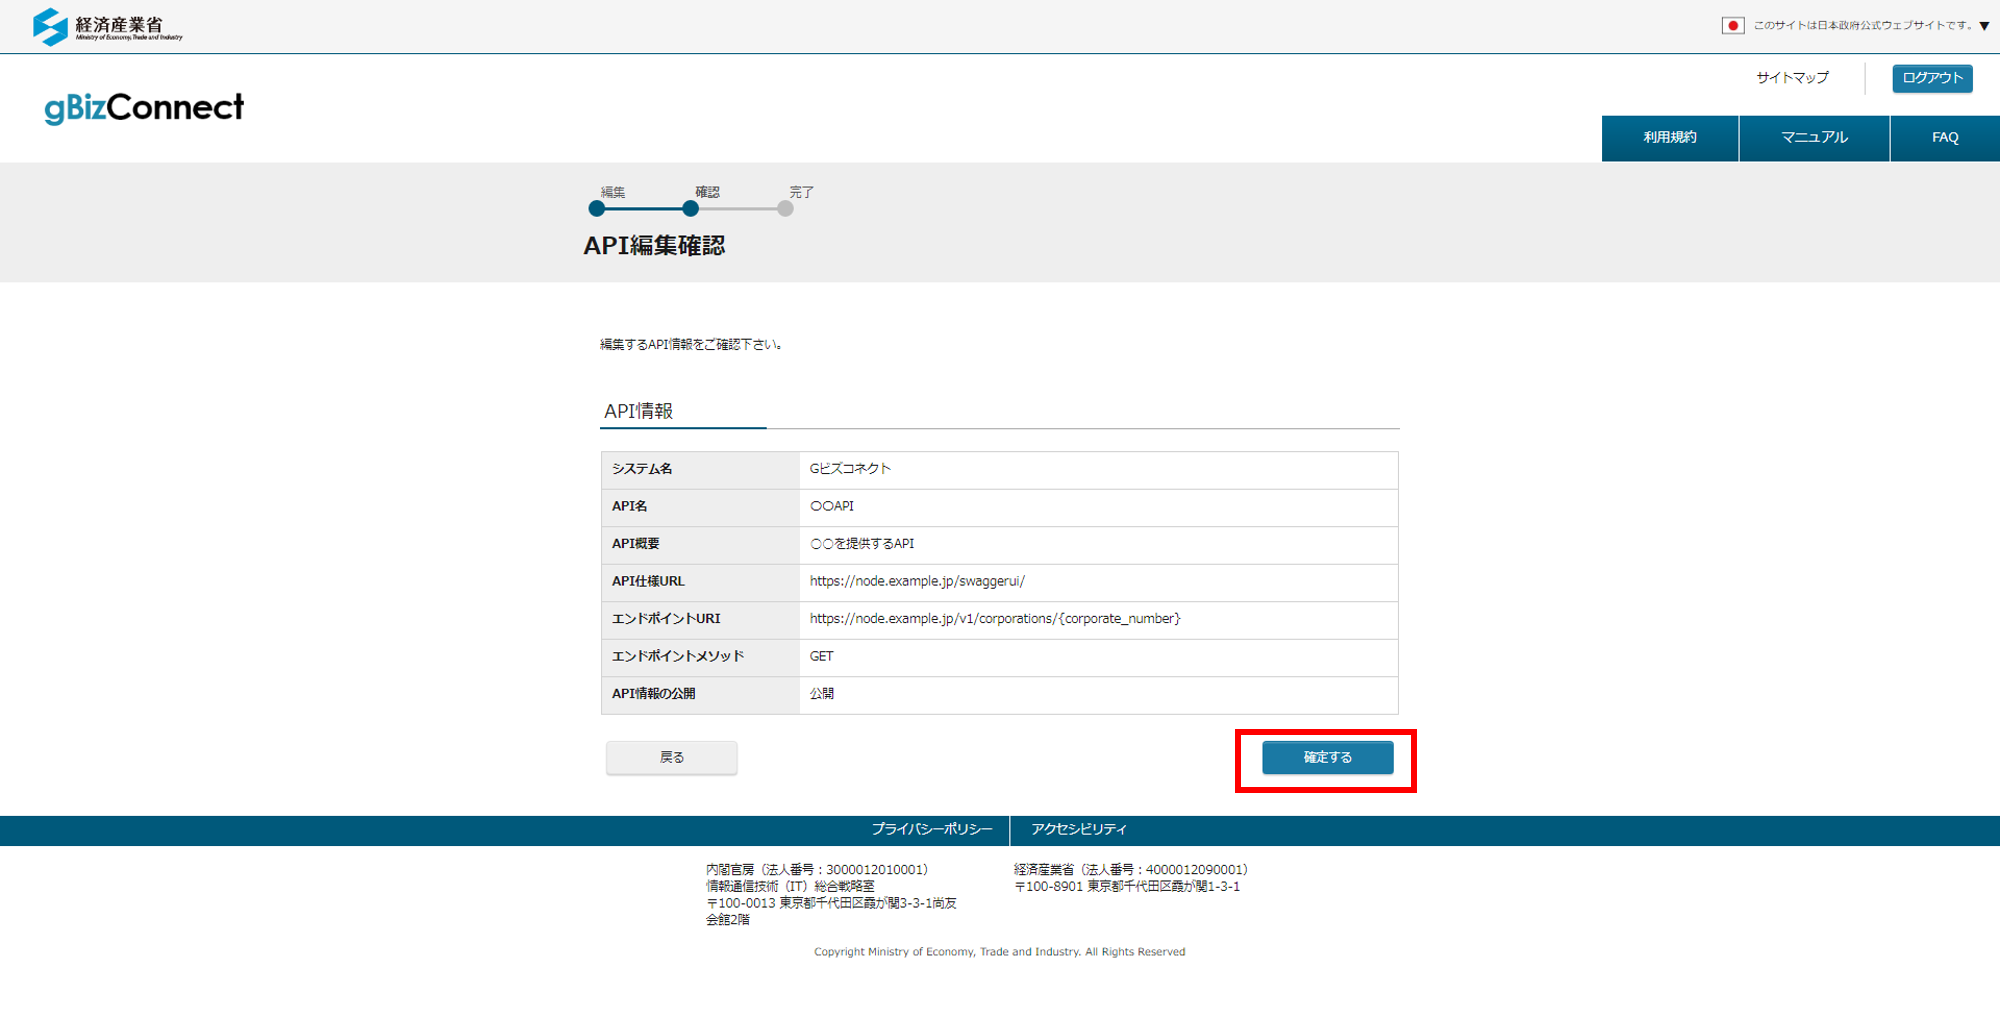 経済産業省
Ministry of Economy, Trade and Industry
このサイトは日本政府公式ウェブサイトです。▼
gBizConnect
サイトマップ
ログアウト
利用規約
マニュアル
FAQ
編集
確認
完了
API編集確認
編集するAPI情報をご確認下さい。
API情報
システム名 Gビズコネクト
API名 〇〇API
API概要 〇〇を提供するAPI
API仕様URL https://node.example.jp/swaggerui/
エンドポイントURI https://node.example.jp/v1/corporations/{corporate_number}
エンドポイントメソッド GET
API情報の公開 公開
戻る
確定する
プライバシーポリシー
アクセシビリティ
内閣官房（法人番号：3000012010001）
情報通信技術（IT）総合戦略室
〒100-0013 東京都千代田区霞が関3-3-1尚友
会館2階
経済産業省（法人番号：4000012090001）
〒100-8901 東京都千代田区霞が関1-3-1
Copyright Ministry of Economy, Trade and Industry. All Rights Reserved